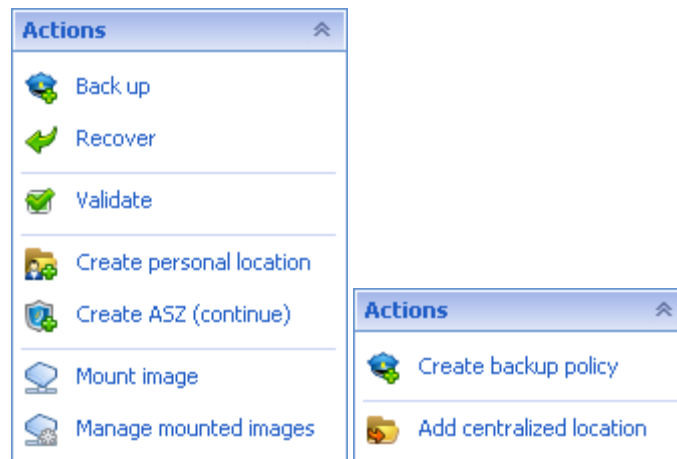 Actions
Back up
Recover
Validate
Create personal location
Create ASZ (continue)
Mount image
Manage mounted images
Actions
Create backup policy
Add centralized location